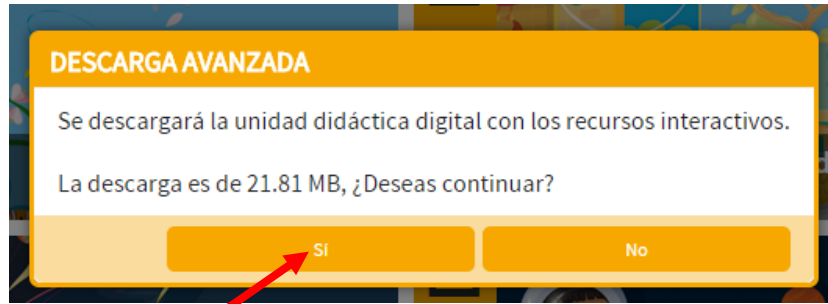 DESCARGA AVANZADA
Se descargará la unidad didáctica digital con los recursos interactivos.
La descarga es de 21.81 MB, ¿Deseas continuar?
Sí
No